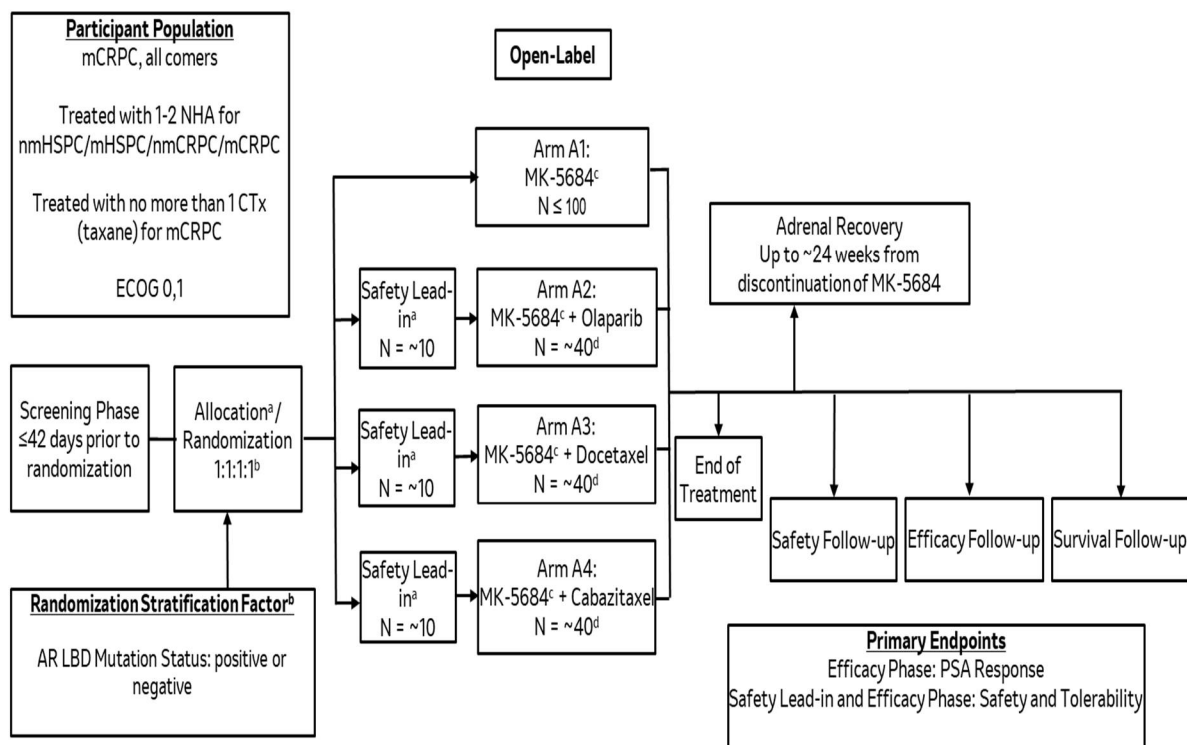 Participant Population
mCRPC, all comers
Treated with 1-2 NHA for
nmHSPC/mHSPC/nmCRPC/mCRPC
Treated with no more than 1 CTx
(taxane) for mCRPC
ECOG 0,1
Open-Label
Screening Phase
≤42 days prior to
randomization
Allocationᵃ/
Randomization
1:1:1:1ᵇ
Randomization Stratification Factorᵇ
AR LBD Mutation Status: positive or
negative
Arm A1:
MK-5684ᶜ
N ≤ 100
Safety Lead-
inᵃ
N = ~10
Arm A2:
MK-5684ᶜ + Olaparib
N = ~40ᵈ
Safety Lead-
inᵃ
N = ~10
Arm A3:
MK-5684ᶜ + Docetaxel
N = ~40ᵈ
Safety Lead-
inᵃ
N = ~10
Arm A4:
MK-5684ᶜ + Cabazitaxel
N = ~40ᵈ
Adrenal Recovery
Up to ~24 weeks from
discontinuation of MK-5684
End of
Treatment
Safety Follow-up
Efficacy Follow-up
Survival Follow-up
Primary Endpoints
Efficacy Phase: PSA Response
Safety Lead-in and Efficacy Phase: Safety and Tolerability